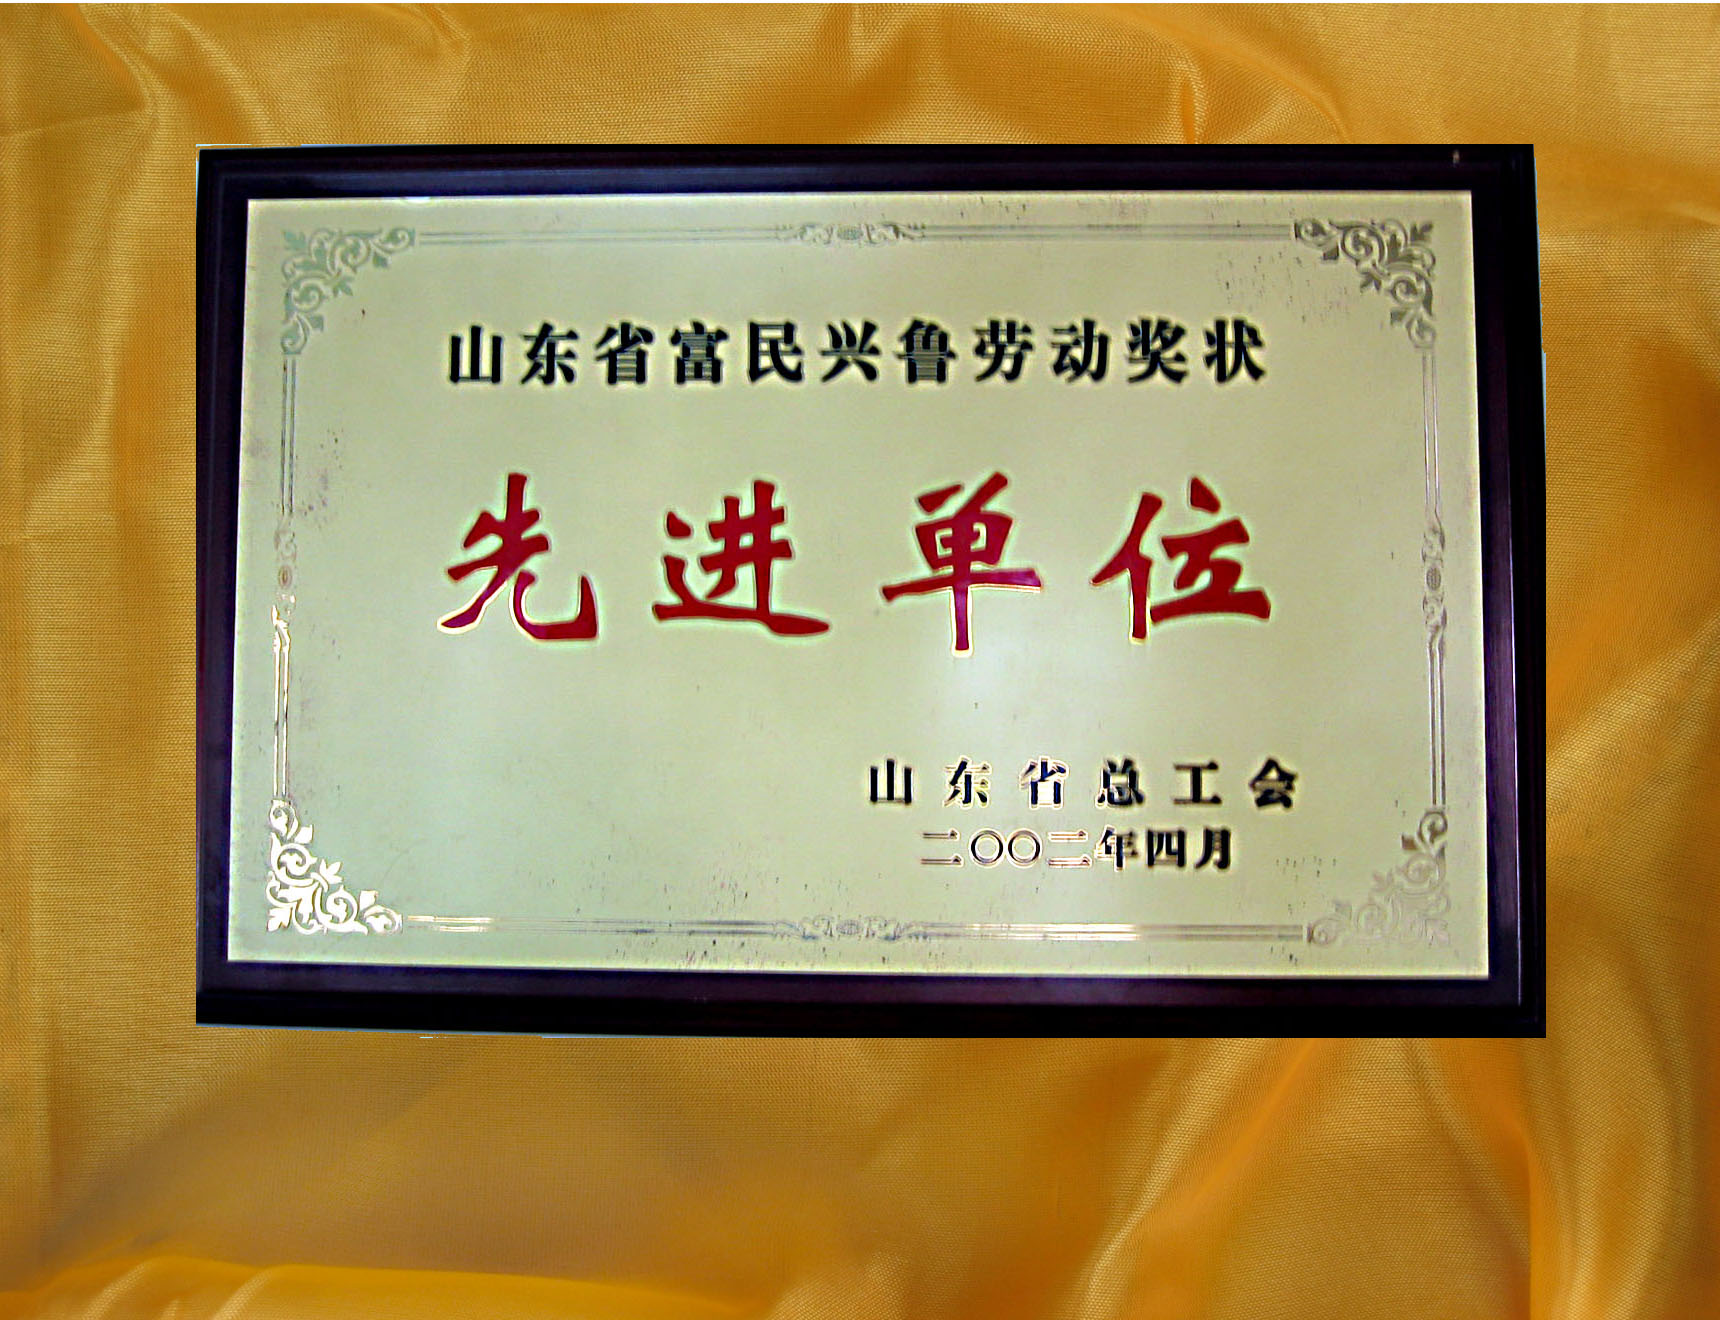 山东省富民兴鲁劳动奖状
先进单位
山东省总工会
二〇〇二年四月